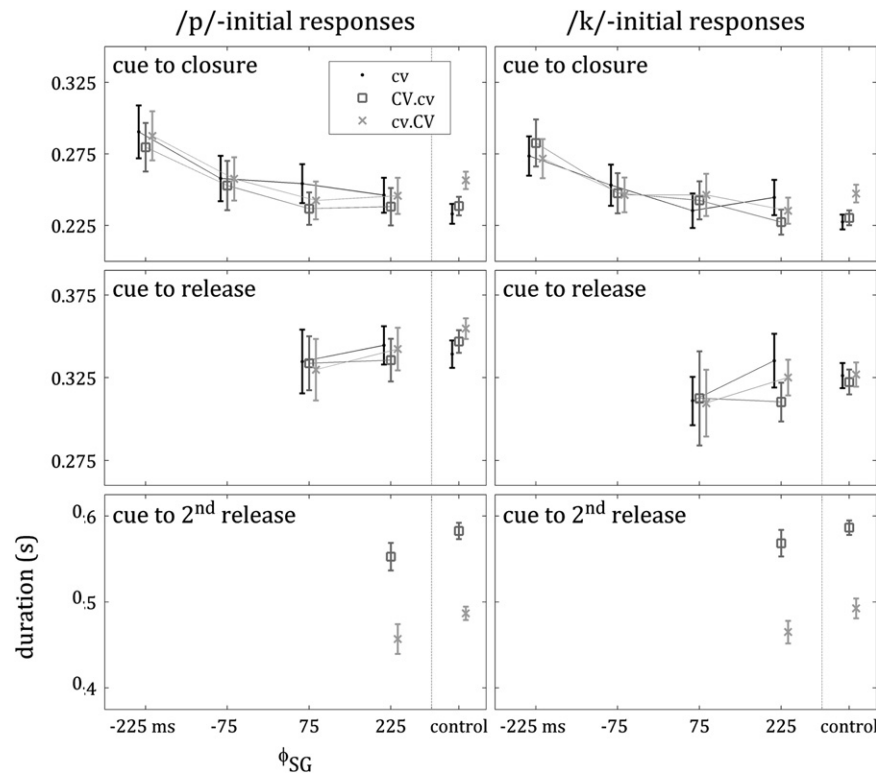 /p/-initial responses
/k/-initial responses
cue to closure
cv
CV.cv
cv.CV
0.325
0.275
0.225
cue to closure
cue to release
0.375
0.325
0.275
cue to release
cue to 2nd release
0.6
0.5
0.4
cue to 2nd release
duration (s)
-225 ms
-75
75
225
control
-225 ms
-75
75
225
control
ϕSG